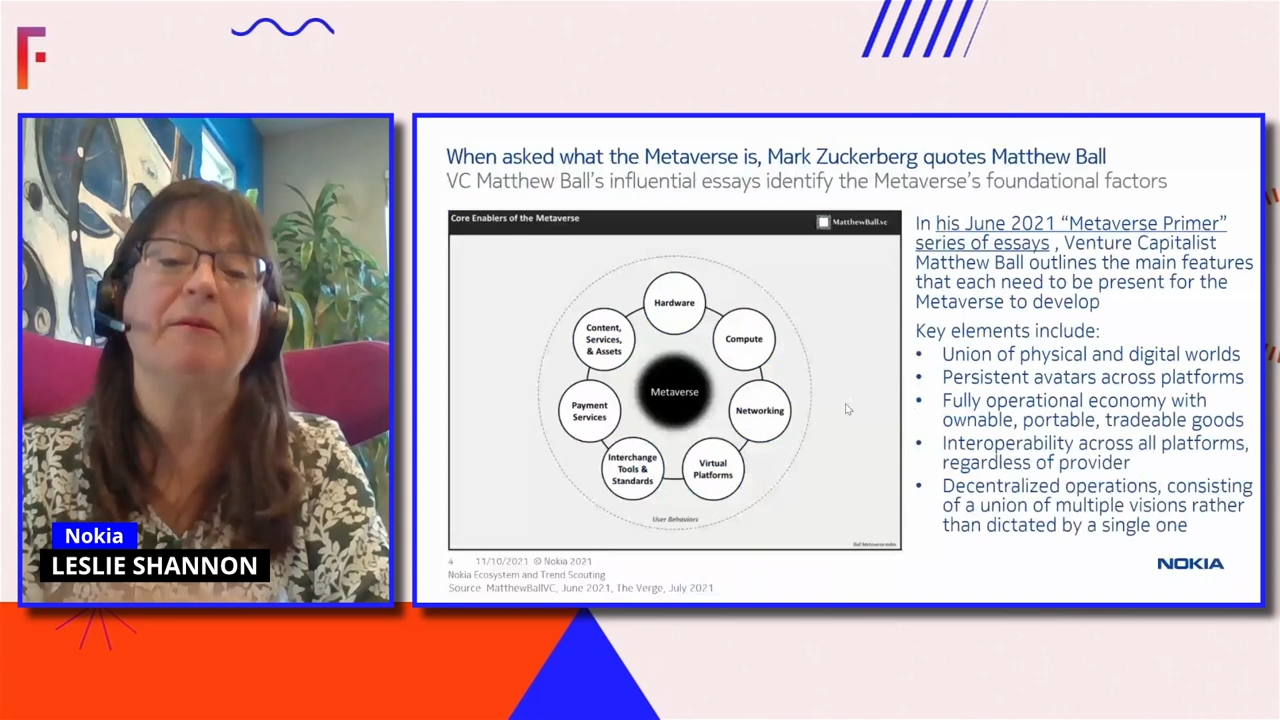 F
When asked what the Metaverse is, Mark Zuckerberg quotes Matthew Ball
VC Matthew Ball's influential essays identify the Metaverse's foundational factors
Core Enablers of the Metaverse
MatthewBall.vc
Hardware
Content,
Services,
& Assets
Compute
Metaverse
Payment
Services
Networking
Interchange
Tools &
Standards
Virtual
Platforms
User Behaviors
In his June 2021 “Metaverse Primer”
series of essays , Venture Capitalist
Matthew Ball outlines the main features
that each need to be present for the
Metaverse to develop
Key elements include:
• Union of physical and digital worlds
• Persistent avatars across platforms
• Fully operational economy with
ownable, portable, tradeable goods
• Interoperability across all platforms,
regardless of provider
• Decentralized operations, consisting
of a union of multiple visions rather
than dictated by a single one
4 11/10/2021 © Nokia 2021
Nokia Ecosystem and Trend Scouting
Source MatthewBallVC, June 2021, The Verge, July 2021
NOKIA
Nokia
LESLIE SHANNON